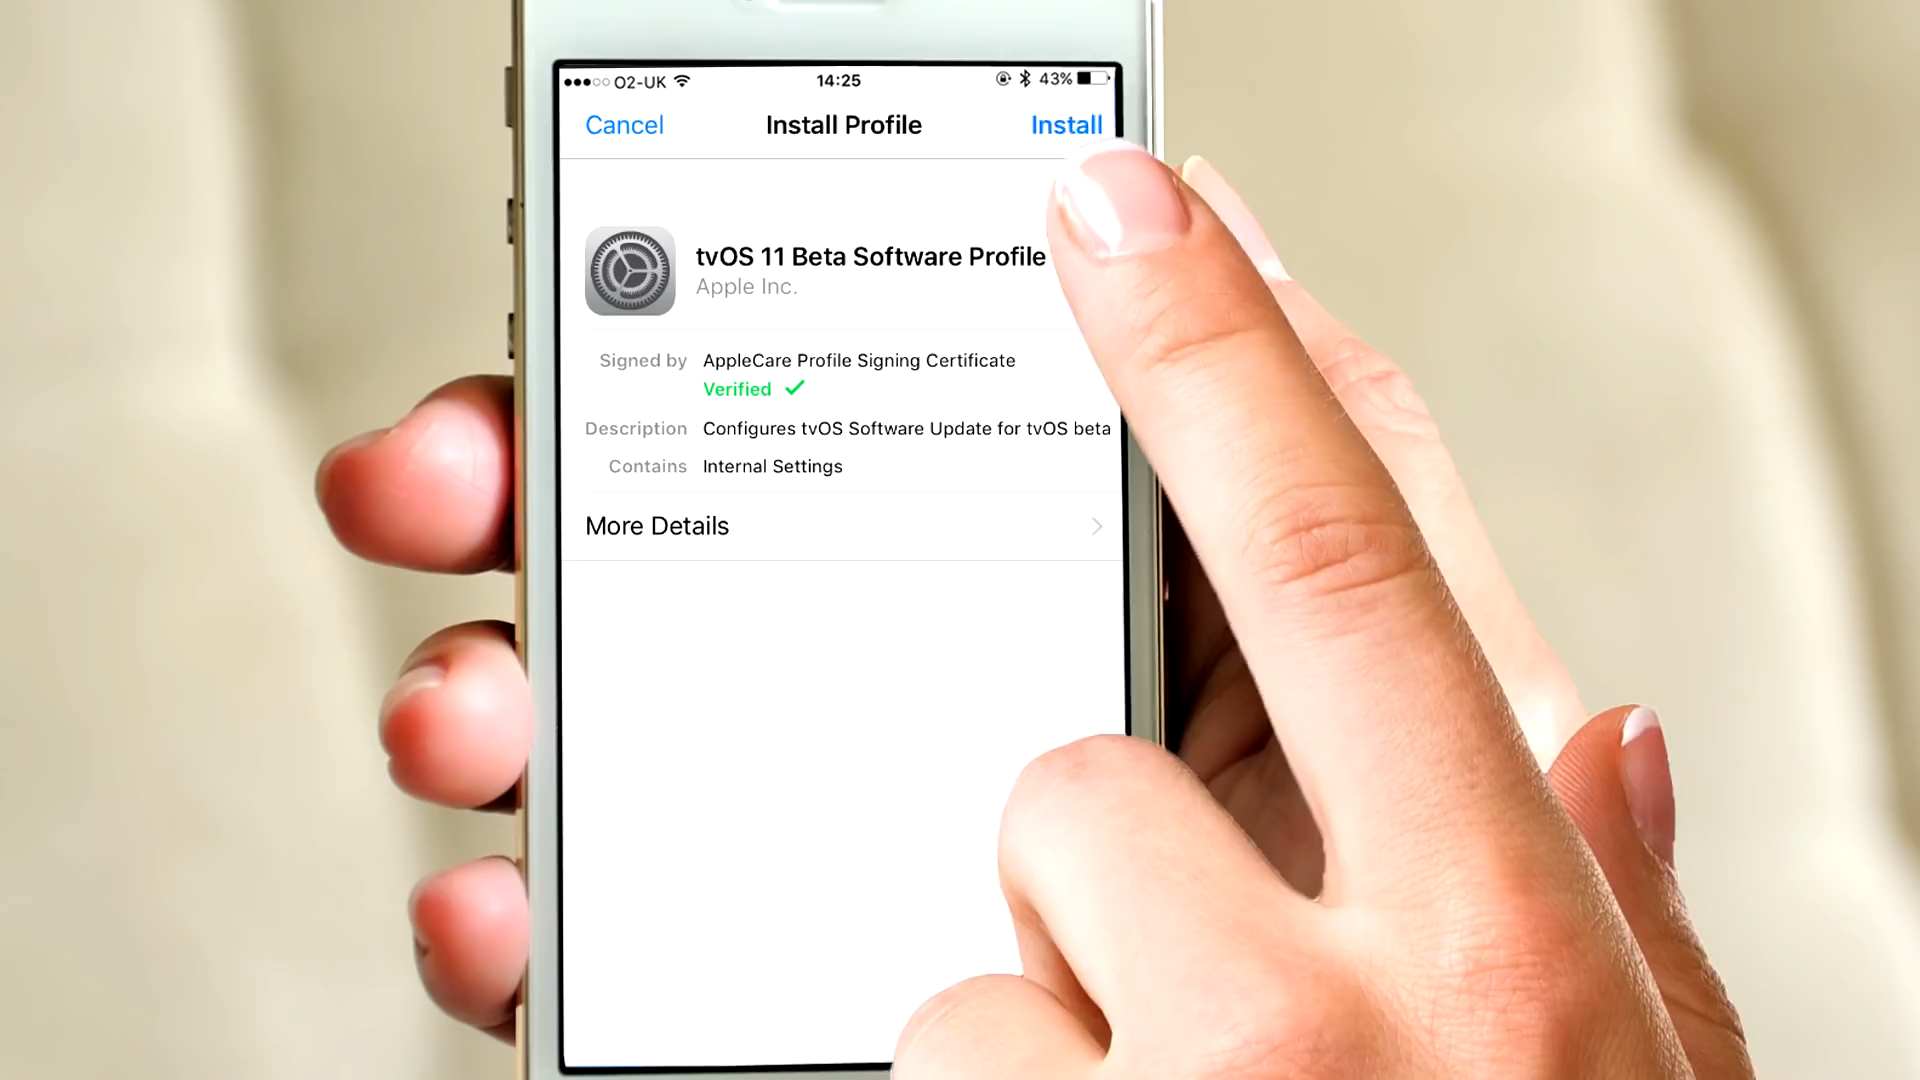 O2-UK 14:25 43%
Cancel Install Profile Install
tvOS 11 Beta Software Profile
Apple Inc.
Signed by AppleCare Profile Signing Certificate
Verified
Description Configures tvOS Software Update for tvOS beta
Contains Internal Settings
More Details